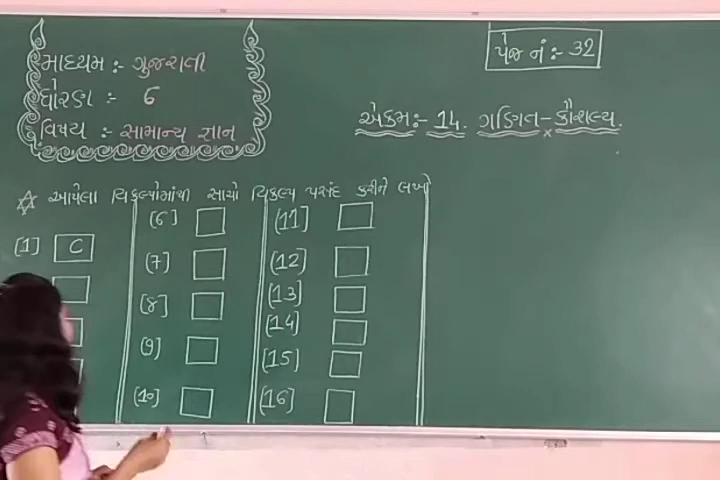 માધ્યમ :- ગુજરાતી
ધોરણ :- 6
વિષય :- સામાન્ય જ્ઞાન
પેજ નં :- 32
એકમ :- 14. ગણિત - કૌશલ્ય.
આપેલા વિકલ્પોમાંથી સાચો વિકલ્પ પસંદ કરીને લખો
[1] C
[6]
[7]
[8]
[9]
[10]
[11]
[12]
[13]
[14]
[15]
[16]